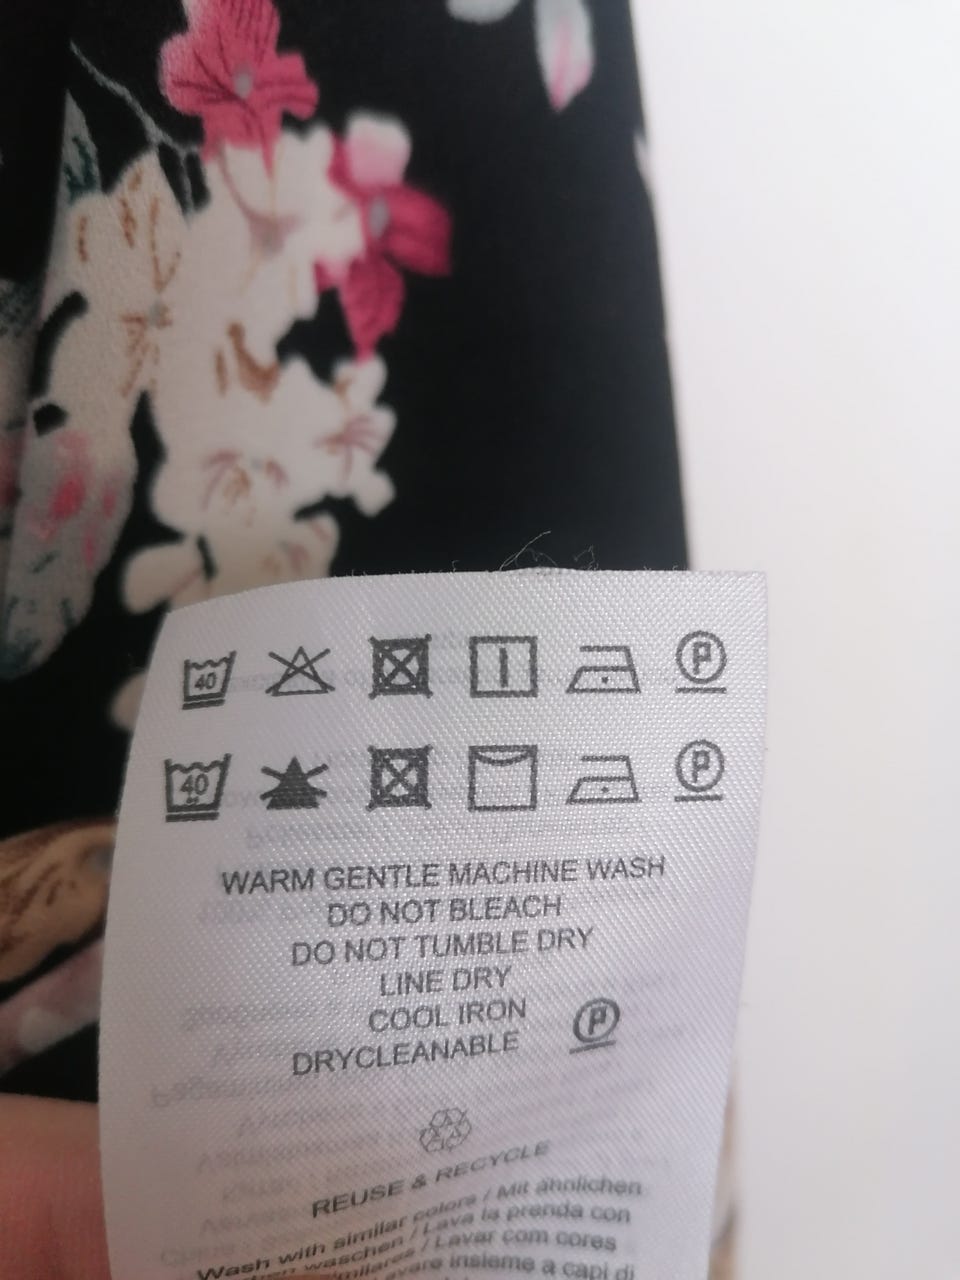 40 P
40 P
WARM GENTLE MACHINE WASH
DO NOT BLEACH
DO NOT TUMBLE DRY
LINE DRY
COOL IRON
DRYCLEANABLE P
REUSE & RECYCLE
Wash with similar colors / Mit ähnlichen
waschen / Lava la prenda con
/ Lavar com cores
insieme a capi di